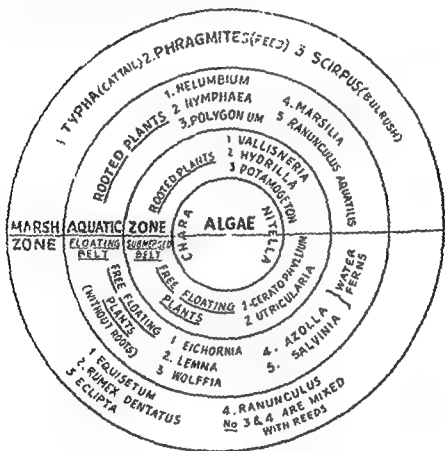 1 TYPHA(CATTAIL) 2. PHRAGMITES(REED) 3 SCIRPUS(BULRUSH)
ROOTED PLANTS
1. NELUMBIUM
2 NYMPHAEA
3. POLYGONUM
4. MARSILIA
5 RANUNCULUS AQUATILIS
ROOTED PLANTS
1 VALLISNERIA
2 HYDRILLA
3 POTAMOGETON
ALGAE
CHARA
NITELLA
MARSH
ZONE
AQUATIC ZONE
FLOATING
BELT
SUBMERSED
BELT
FREE FLOATING
PLANTS
1. CERATOPHYLLUM
2 UTRICULARIA
FREE FLOATING
PLANTS
(WITHOUT ROOTS)
1 EICHORNIA
2. LEMNA
3 WOLFFIA
4. AZOLLA
5. SALVINIA
WATER
FERNS
1 EQUISETUM
2. RUMEX DENTATUS
3 ECLIPTA
4. RANUNCULUS
No 3 & 4 ARE MIXED
WITH REEDS